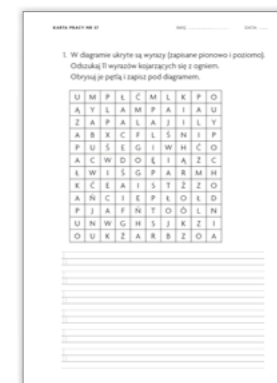 KARTA PRACY NR 37 IMIĘ DATA
1. W diagramie ukryte są wyrazy (zapisane pionowo i poziomo).
Odszukaj 11 wyrazów kojarzących się z ogniem.
Obrysuj je pętlą i zapisz pod diagramem.
U M P Ł Ć M L K P O
Ą Y L A M P A I A U
Z A P A L A J I L Y
A B X C F L Ś N I P
P U Ś E G I W H Ć O
A C W D O Ę I Ą Z C
Ł W I Ś G P A R M H
K Ć E A I S T Ź Ż O
A Ń C I E P Ł O Ł D
P J A F Ń T O Ó L N
U N W G H S J K Z I
O U K Ż A R B Z O A